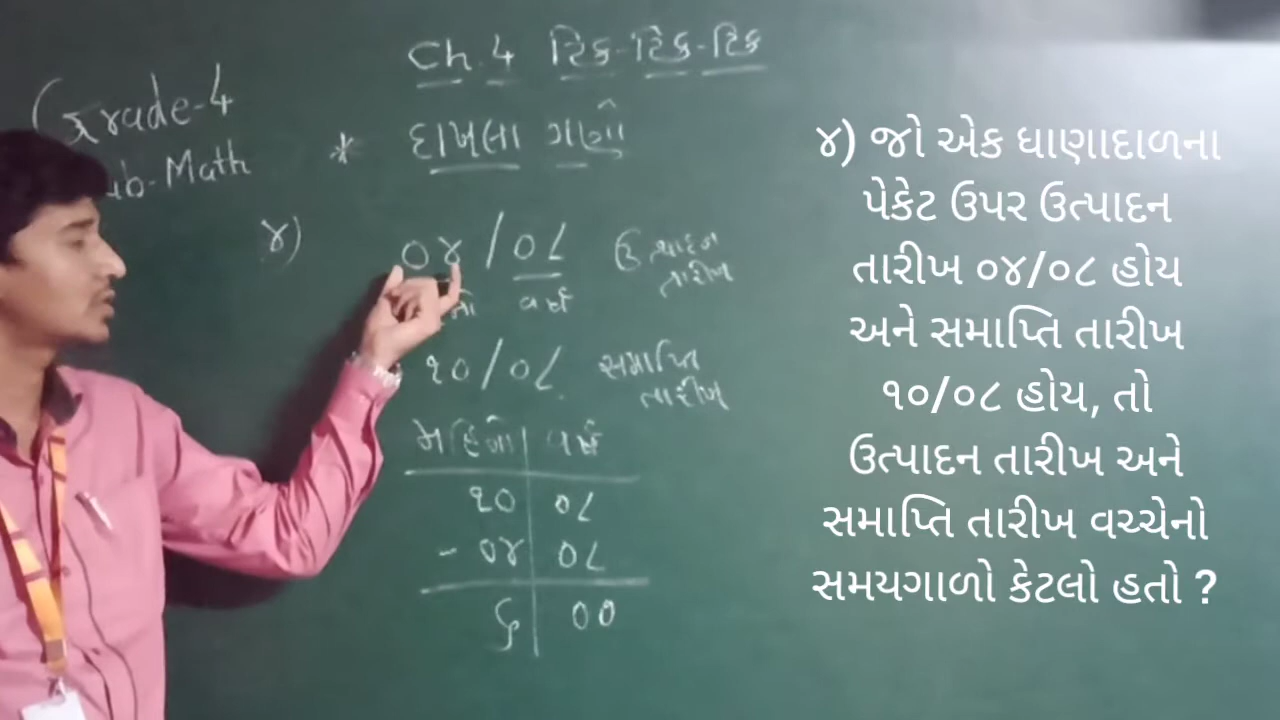 Ch. 4 ટિક-ટિક-ટિક
Grade-4
ub-Math
* દાખલા ગણો
૪) ૦૪/૦૮ ઉત્પાદન તારીખ
નો વર્ષ
૧૦/૦૮ સમાપ્તિ તારીખ
મહિનો વર્ષ
૧૦ ૦૮
- ૦૪ ૦૮
૬ ૦૦
૪) જો એક ધાણાદાળના
પેકેટ ઉપર ઉત્પાદન
તારીખ ૦૪/૦૮ હોય
અને સમાપ્તિ તારીખ
૧૦/૦૮ હોય, તો
ઉત્પાદન તારીખ અને
સમાપ્તિ તારીખ વચ્ચેનો
સમયગાળો કેટલો હતો ?